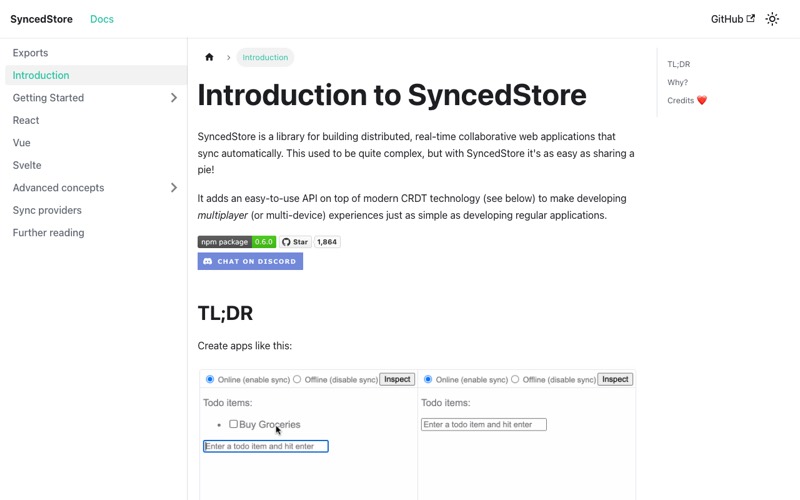 SyncedStore Docs GitHub
Exports
Introduction
Getting Started
React
Vue
Svelte
Advanced concepts
Sync providers
Further reading
Introduction
Introduction to SyncedStore
SyncedStore is a library for building distributed, real-time collaborative web applications that
sync automatically. This used to be quite complex, but with SyncedStore it's as easy as sharing a
pie!
It adds an easy-to-use API on top of modern CRDT technology (see below) to make developing
multiplayer (or multi-device) experiences just as simple as developing regular applications.
npm package 0.6.0 Star 1,864
CHAT ON DISCORD
TL;DR
Create apps like this:
Online (enable sync) Offline (disable sync) Inspect
Todo items:
Buy Groceries
Enter a todo item and hit enter
Online (enable sync) Offline (disable sync) Inspect
Todo items:
Enter a todo item and hit enter
TL;DR
Why?
Credits ❤️